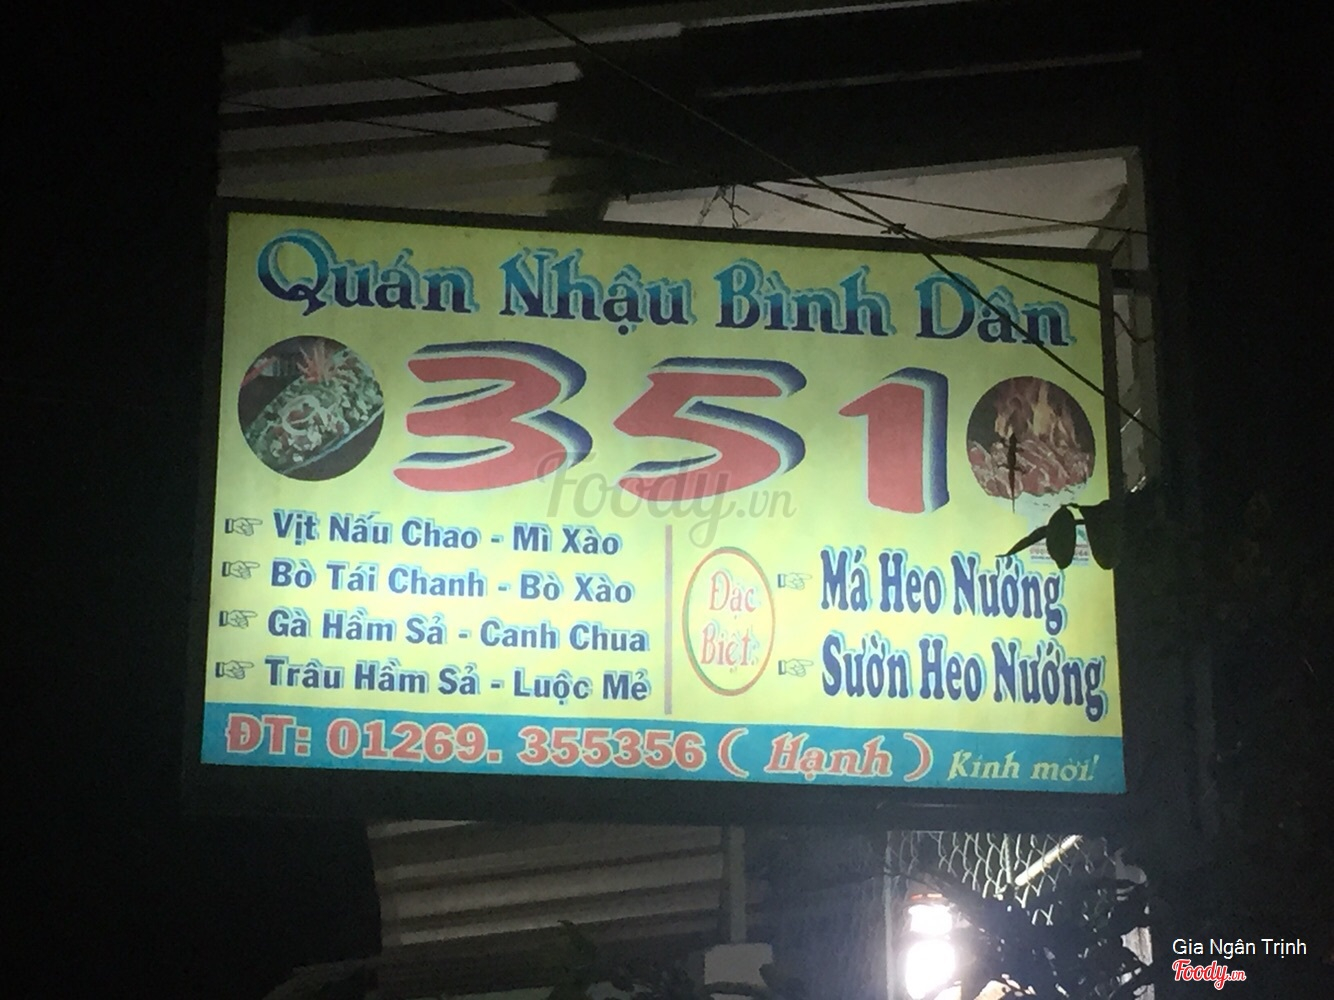 Quán Nhậu Bình Dân
351
Vịt Nấu Chao - Mì Xào
Bò Tái Chanh - Bò Xào
Gà Hầm Sả - Canh Chua
Trâu Hầm Sả - Luộc Mẻ
Đặc
Biệt:
Má Heo Nướng
Sườn Heo Nướng
ĐT: 01269. 355356 ( Hạnh ) Kính mời!
Foody.vn
Gia Ngân Trịnh
Foody.vn